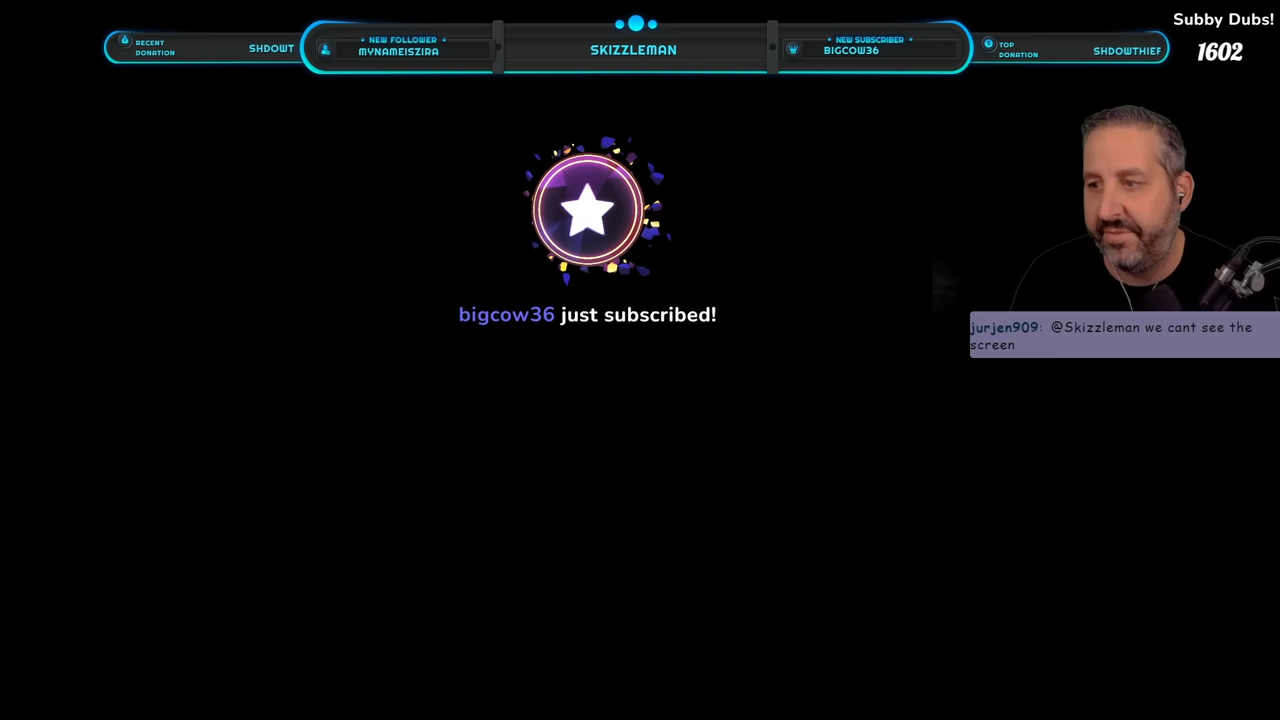 Subby Dubs!
1602
RECENT
DONATION
SHDOWT
NEW FOLLOWER
MYNAMEISZIRA
SKIZZLEMAN
NEW SUBSCRIBER
BIGCOW36
TOP
DONATION
SHDOWTHIEF
bigcow36 just subscribed!
jurjen909: @Skizzleman we cant see the
screen